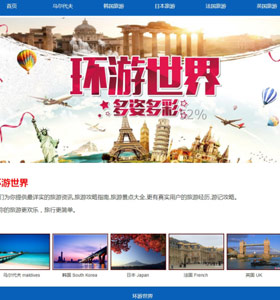 首页 马尔代夫 韩国旅游 日本旅游 法国旅游 英国旅游
环游世界
多姿多彩
52%
环游世界
们为你提供最详实的旅游资讯,旅游攻略指南,旅游景点大全,更有真实用户的旅游经历,游记攻略。
你的旅游更欢乐，旅行更简单。
马尔代夫 maldives 韩国 South Korea 日本 Japan 法国 French 英国 UK
环游世界